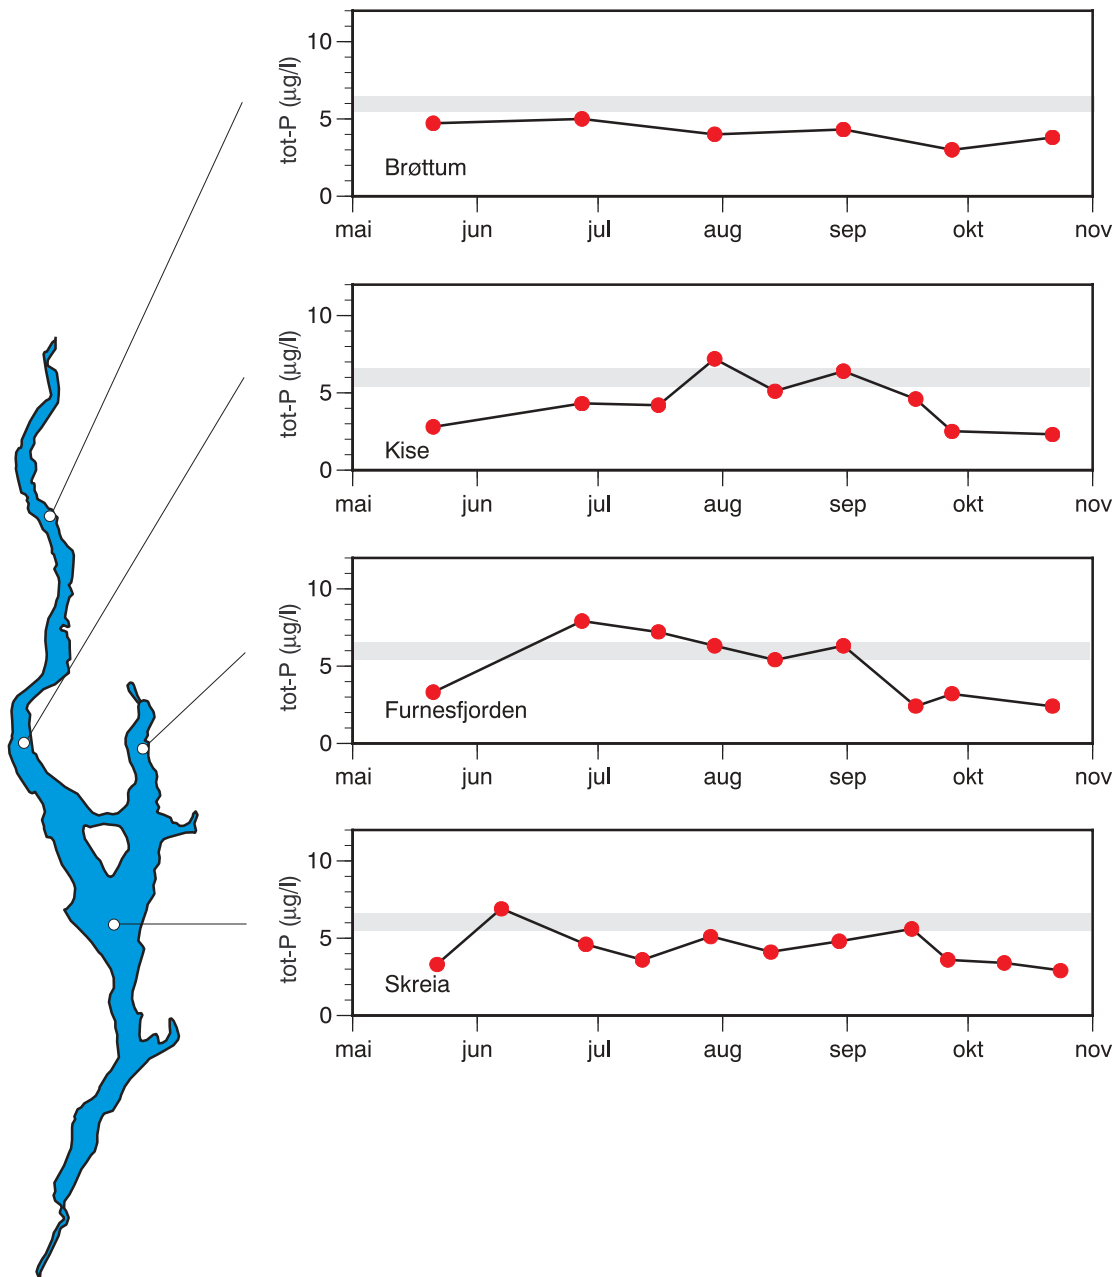 tot-P (µg/l)
10
5
0
Brøttum
mai jun jul aug sep okt nov
tot-P (µg/l)
10
5
0
Kise
mai jun jul aug sep okt nov
tot-P (µg/l)
10
5
0
Furnesfjorden
mai jun jul aug sep okt nov
tot-P (µg/l)
10
5
0
Skreia
mai jun jul aug sep okt nov